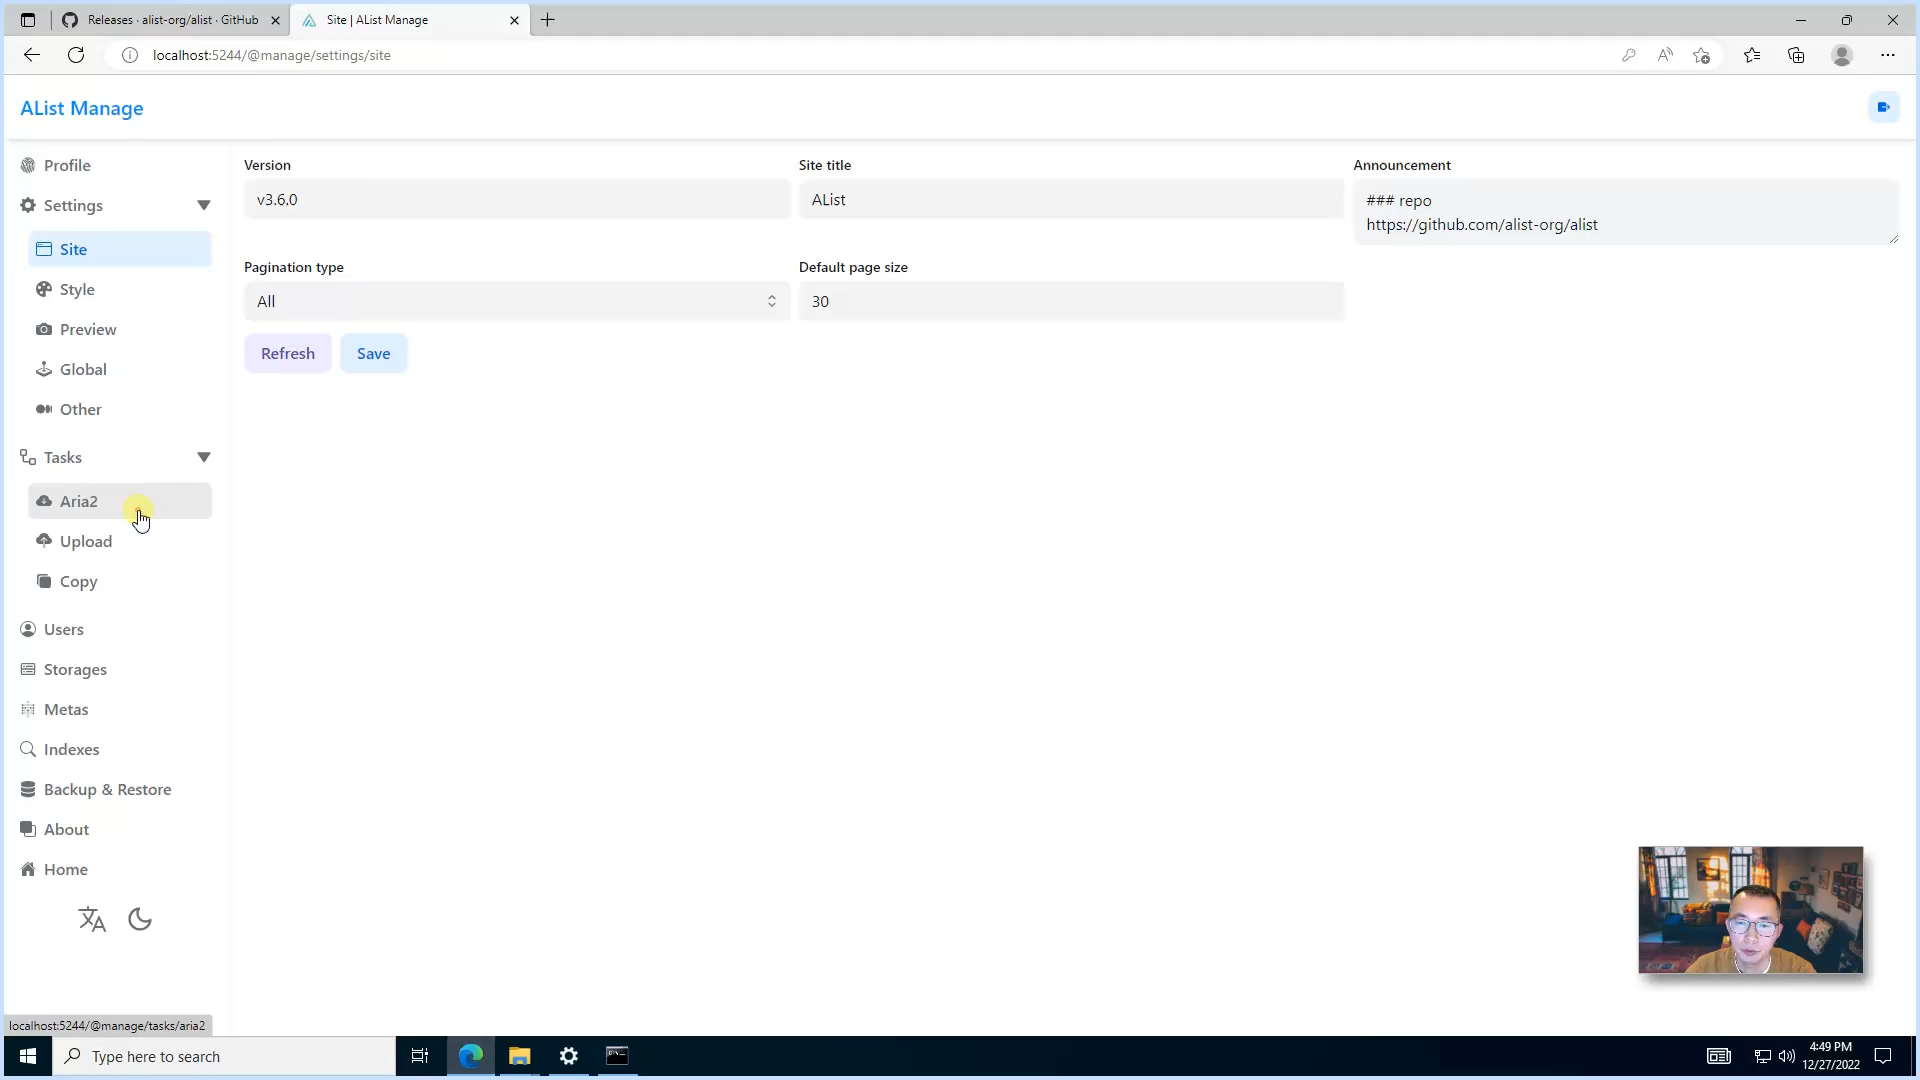 Releases · alist-org/alist · GitHub
Site | AList Manage
localhost:5244/@manage/settings/site
AList Manage
Profile
Settings
Site
Style
Preview
Global
Other
Tasks
Aria2
Upload
Copy
Users
Storages
Metas
Indexes
Backup & Restore
About
Home
Version
v3.6.0
Site title
AList
Announcement
### repo
https://github.com/alist-org/alist
Pagination type
All
Default page size
30
Refresh
Save
localhost:5244/@manage/tasks/aria2
Type here to search
4:49 PM
12/27/2022